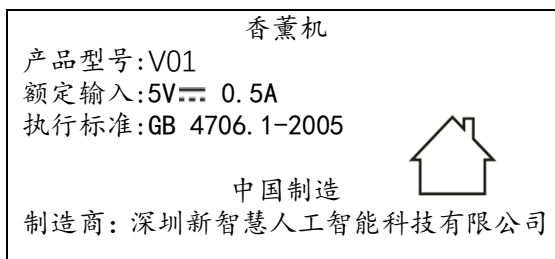 香薰机
产品型号:V01
额定输入:5V⎓ 0.5A
执行标准:GB 4706.1-2005
中国制造
制造商: 深圳新智慧人工智能科技有限公司